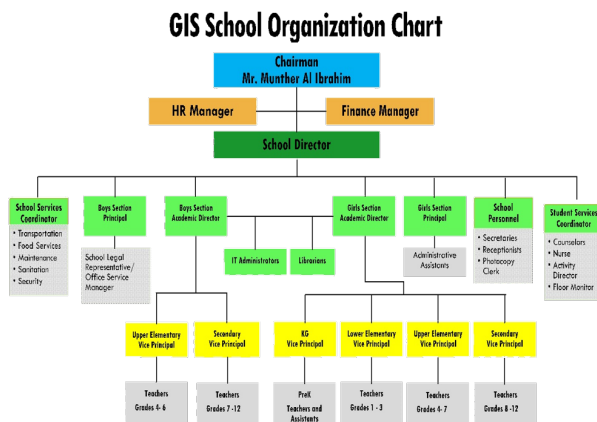 GIS School Organization Chart
Chairman
Mr. Munther Al Ibrahim
HR Manager
Finance Manager
School Director
School Services
Coordinator
• Transportation
• Food Services
• Maintenance
• Sanitation
• Security
Boys Section
Principal
School Legal
Representative/
Office Service
Manager
Boys Section
Academic Director
Girls Section
Academic Director
IT Administrators
Librarians
Girls Section
Principal
Administrative
Assistants
School
Personnel
• Secretaries
• Receptionists
• Photocopy
Clerk
Student Services
Coordinator
• Counselors
• Nurse
• Activity
Director
• Floor Monitor
Upper Elementary
Vice Principal
Secondary
Vice Principal
KG
Vice Principal
Lower Elementary
Vice Principal
Upper Elementary
Vice Principal
Secondary
Vice Principal
Teachers
Grades 4- 6
Teachers
Grades 7 -12
PreK
Teachers and
Assistants
Teachers
Grades 1 - 3
Teachers
Grades 4- 7
Teachers
Grades 8 -12